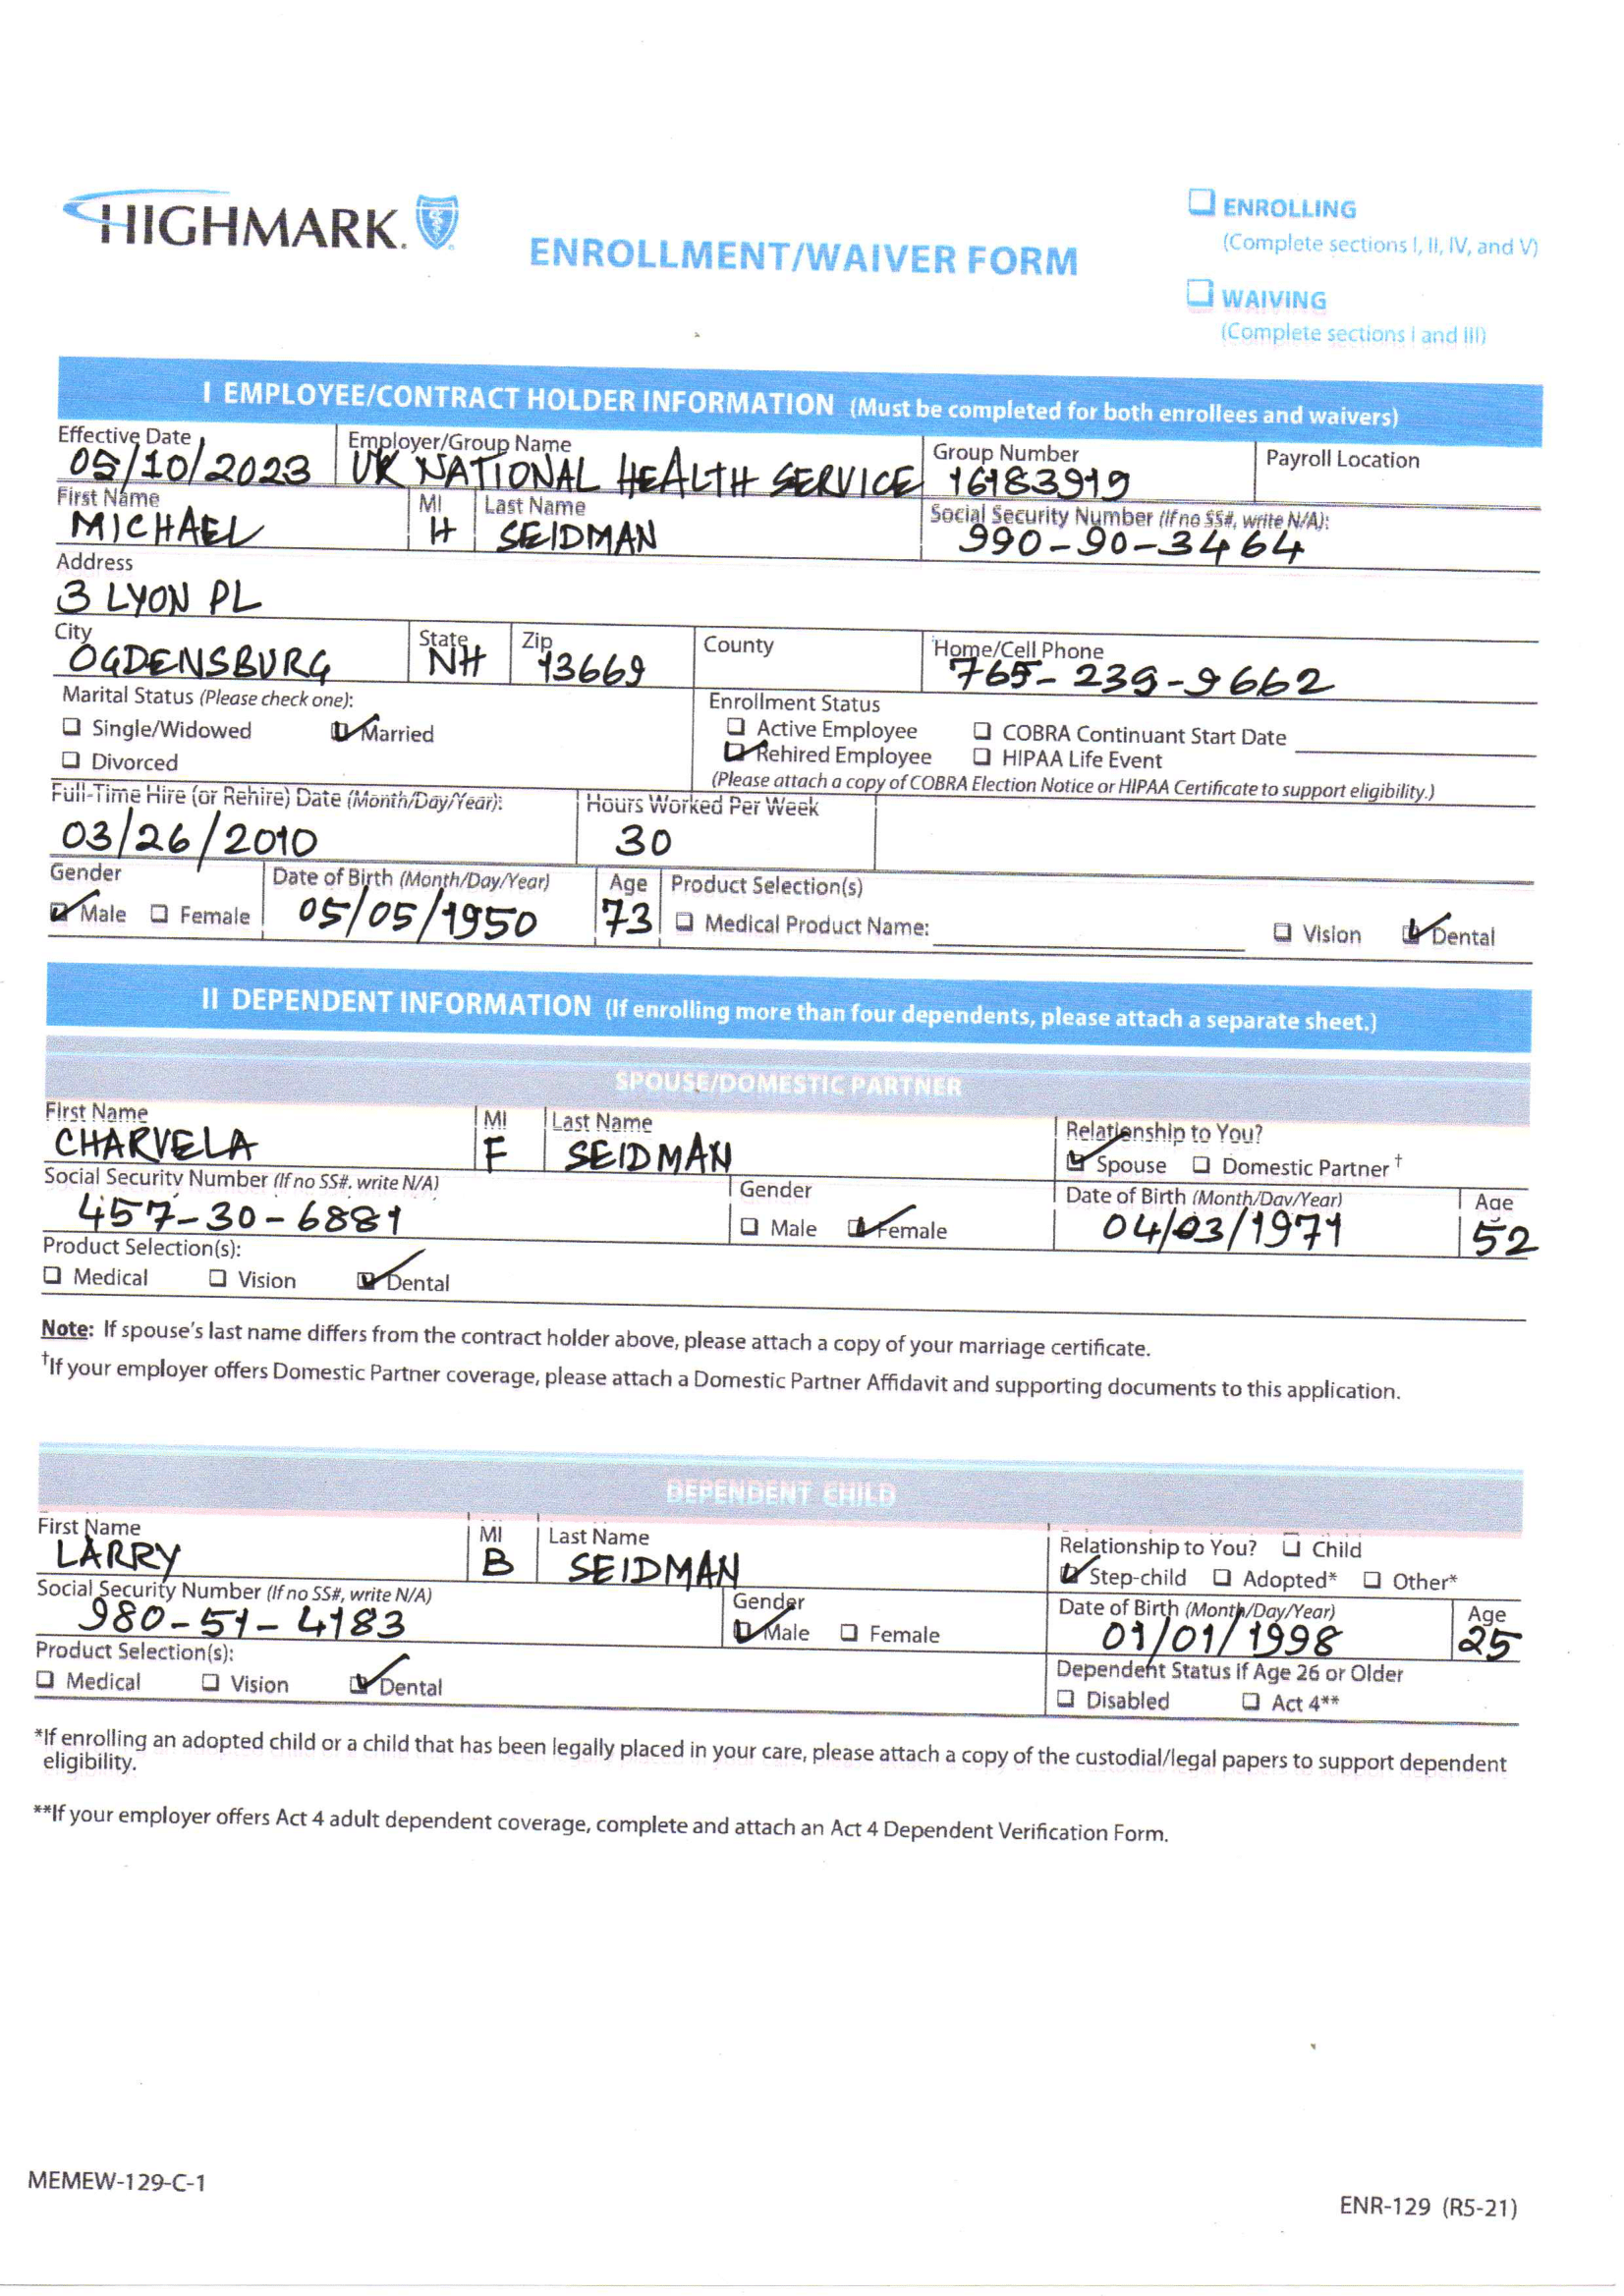 HIGHMARK.
ENROLLMENT/WAIVER FORM
ENROLLING
(Complete sections I, II, IV, and V)
WAIVING
(Complete sections I and III)
I EMPLOYEE/CONTRACT HOLDER INFORMATION (Must be completed for both enrollees and waivers)
Effective Date Employer/Group Name Group Number Payroll Location
05/10/2023 UK NATIONAL HEALTH SERVICE 16183919
First Name MI Last Name Social Security Number (If no SS#, write N/A):
MICHAEL H SEIDMAN 990-90-3464
Address
3 LYON PL
City State Zip County Home/Cell Phone
OGDENSBURG NH 13669 765-239-9662
Marital Status (Please check one): Enrollment Status
Single/Widowed Married Active Employee COBRA Continuant Start Date
Divorced Rehired Employee HIPAA Life Event
(Please attach a copy of COBRA Election Notice or HIPAA Certificate to support eligibility.)
Full-Time Hire (or Rehire) Date (Month/Day/Year): Hours Worked Per Week
03/26/2010 30
Gender Date of Birth (Month/Day/Year) Age Product Selection(s)
Male Female 05/05/1950 73 Medical Product Name: Vision Dental
II DEPENDENT INFORMATION (If enrolling more than four dependents, please attach a separate sheet.)
SPOUSE/DOMESTIC PARTNER
First Name MI Last Name Relationship to You?
CHARVELA F SEIDMAN Spouse Domestic Partner †
Social Security Number (If no SS#, write N/A) Gender Date of Birth (Month/Day/Year) Age
457-30-6881 Male Female 04/03/1971 52
Product Selection(s):
Medical Vision Dental
Note: If spouse's last name differs from the contract holder above, please attach a copy of your marriage certificate.
†If your employer offers Domestic Partner coverage, please attach a Domestic Partner Affidavit and supporting documents to this application.
DEPENDENT CHILD
First Name MI Last Name Relationship to You? Child
LARRY B SEIDMAN Step-child Adopted* Other*
Social Security Number (If no SS#, write N/A) Gender Date of Birth (Month/Day/Year) Age
980-51-4183 Male Female 01/01/1998 25
Product Selection(s): Dependent Status if Age 26 or Older
Medical Vision Dental Disabled Act 4**
*If enrolling an adopted child or a child that has been legally placed in your care, please attach a copy of the custodial/legal papers to support dependent
eligibility.
**If your employer offers Act 4 adult dependent coverage, complete and attach an Act 4 Dependent Verification Form.
MEMEW-129-C-1
ENR-129 (R5-21)